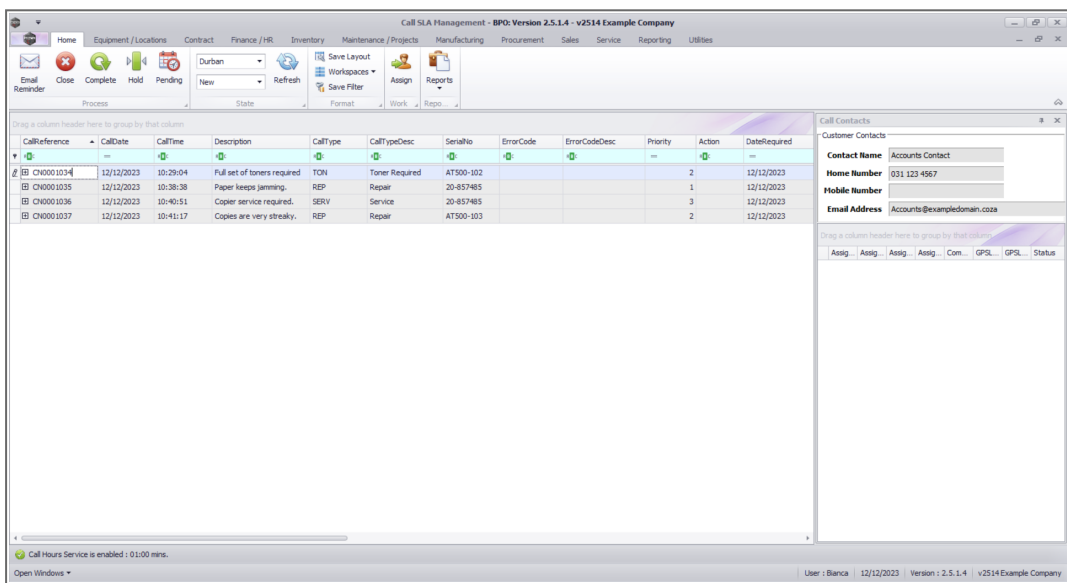 Call SLA Management - BPO: Version 2.5.1.4 - v2514 Example Company
Home Equipment / Locations Contract Finance / HR Inventory Maintenance / Projects Manufacturing Procurement Sales Service Reporting Utilities
Email Reminder Close Complete Hold Pending
Durban
New
Refresh
Save Layout
Workspaces
Save Filter
Assign
Reports
Process State Format Work Repo...
Drag a column header here to group by that column
CallReference CallDate CallTime Description CallType CallTypeDesc SerialNo ErrorCode ErrorCodeDesc Priority Action DateRequired
CN0001034 12/12/2023 10:29:04 Full set of toners required TON Toner Required AT500-102 2 12/12/2023
CN0001035 12/12/2023 10:38:38 Paper keeps jamming. REP Repair 20-857485 1 12/12/2023
CN0001036 12/12/2023 10:40:51 Copier service required. SERV Service 20-857485 3 12/12/2023
CN0001037 12/12/2023 10:41:17 Copies are very streaky. REP Repair AT500-103 2 12/12/2023
Call Contacts
Customer Contacts
Contact Name Accounts Contact
Home Number 031 123 4567
Mobile Number
Email Address Accounts@exampledomain.coza
Drag a column header here to group by that column
Assig... Assig... Assig... Assig... Com... GPSL... GPSL... Status
Call Hours Service is enabled : 01:00 mins.
Open Windows
User : Bianca 12/12/2023 Version : 2.5.1.4 v2514 Example Company